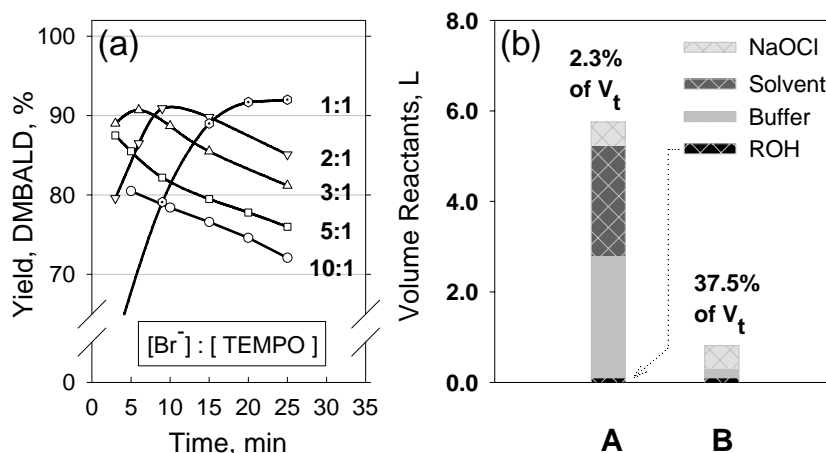 (a)
Yield, DMBALD, %
100
90
80
70
0
1:1
2:1
3:1
5:1
10:1
[Br⁻] : [ TEMPO ]
0 5 10 15 20 25 30 35
Time, min
(b)
Volume Reactants, L
8.0
6.0
4.0
2.0
0.0
2.3%
of Vₜ
NaOCl
Solvent
Buffer
ROH
37.5%
of Vₜ
A B